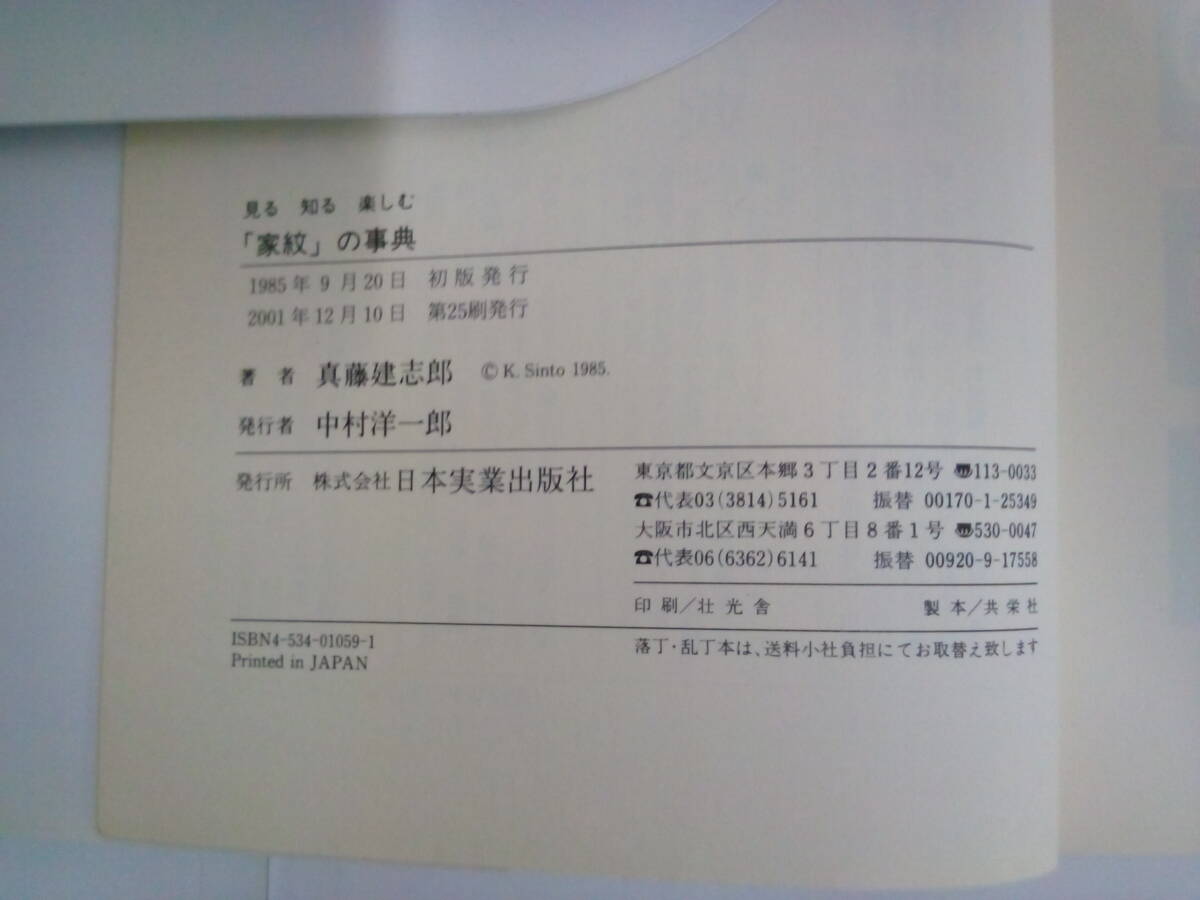 見る 知る 楽しむ
「家紋」の事典
1985年9月20日 初版発行
2001年12月10日 第25刷発行
著者 真藤建志郎 ©K. Sinto 1985.
発行者 中村洋一郎
発行所 株式会社日本実業出版社
東京都文京区本郷3丁目2番12号 〠113-0033
☎代表03(3814)5161 振替 00170-1-25349
大阪市北区西天満6丁目8番1号 〠530-0047
☎代表06(6362)6141 振替 00920-9-17558
印刷/壮光舎 製本/共栄社
ISBN4-534-01059-1
Printed in JAPAN
落丁・乱丁本は、送料小社負担にてお取替え致します